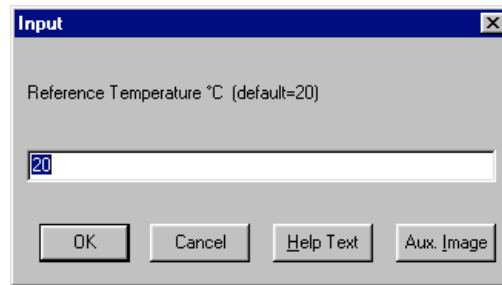 Input
Reference Temperature °C (default=20)
20
OK Cancel Help Text Aux. Image